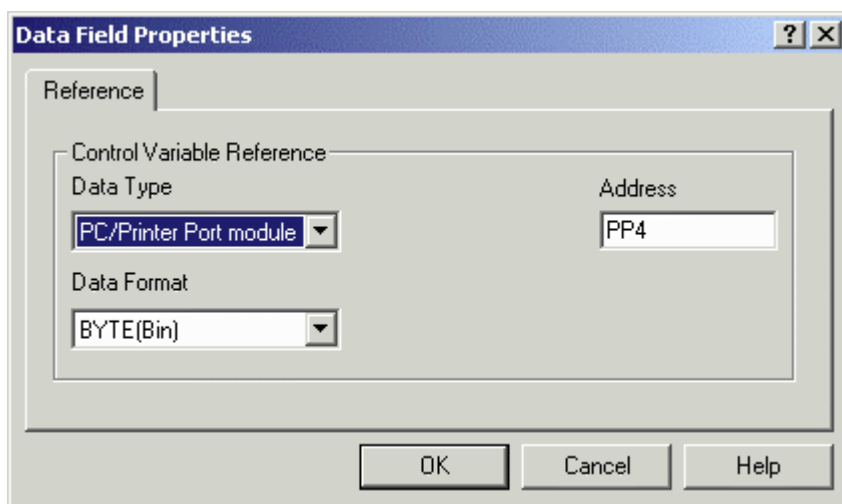 Data Field Properties
Reference
Control Variable Reference
Data Type
Address
PC/Printer Port module
PP4
Data Format
BYTE(Bin)
OK
Cancel
Help